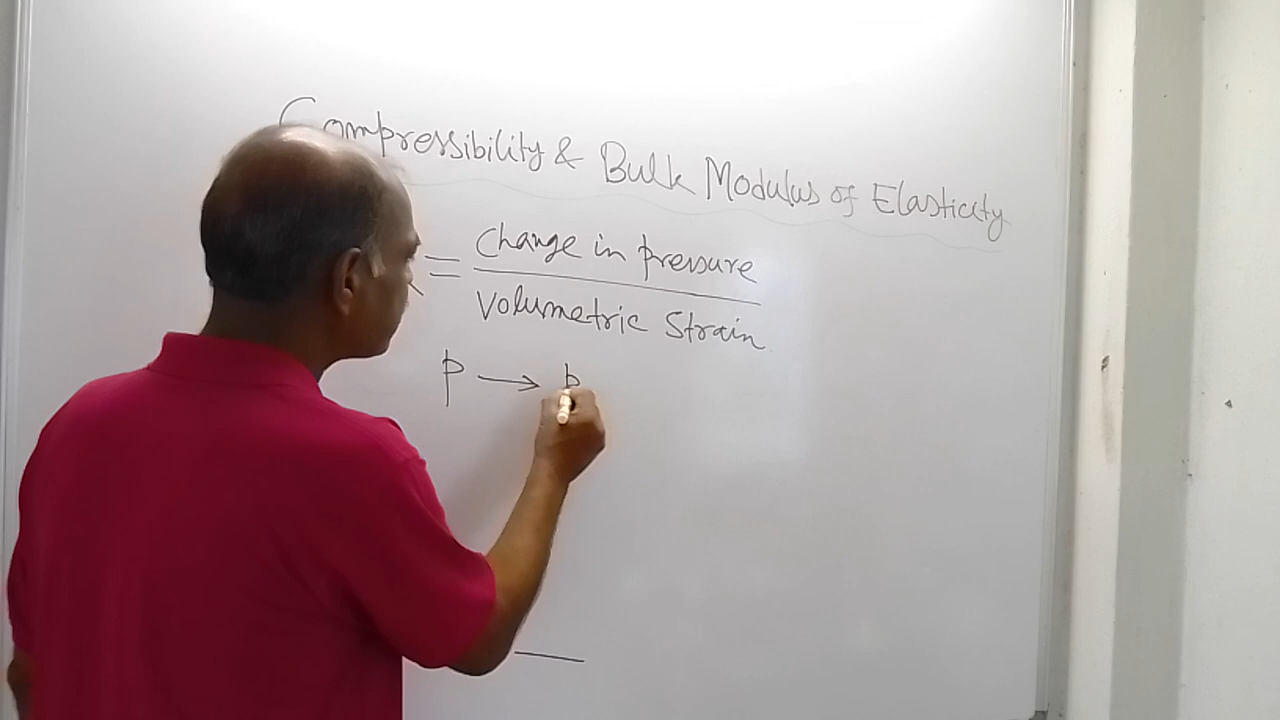 Compressibility & Bulk Modulus of Elasticity
= Change in pressure
Volumetric Strain
P → P